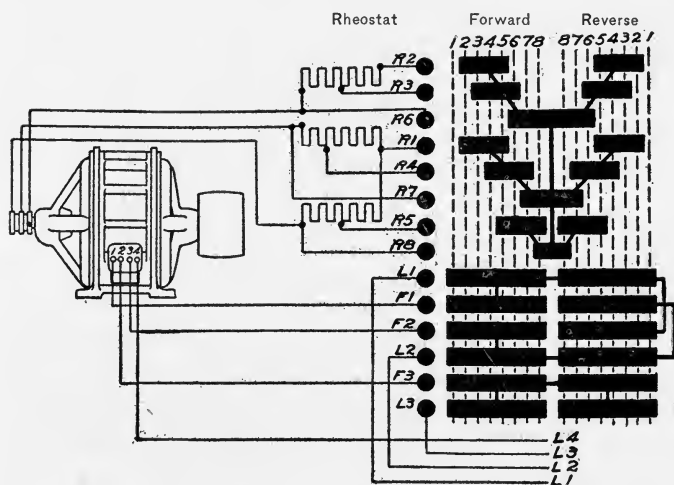 Rheostat Forward Reverse
12345678 87654321
R2
R3
R6
R1
R4
R7
R5
R8
1234
L1
F1
F2
L2
F3
L3
L4
L3
L2
L1